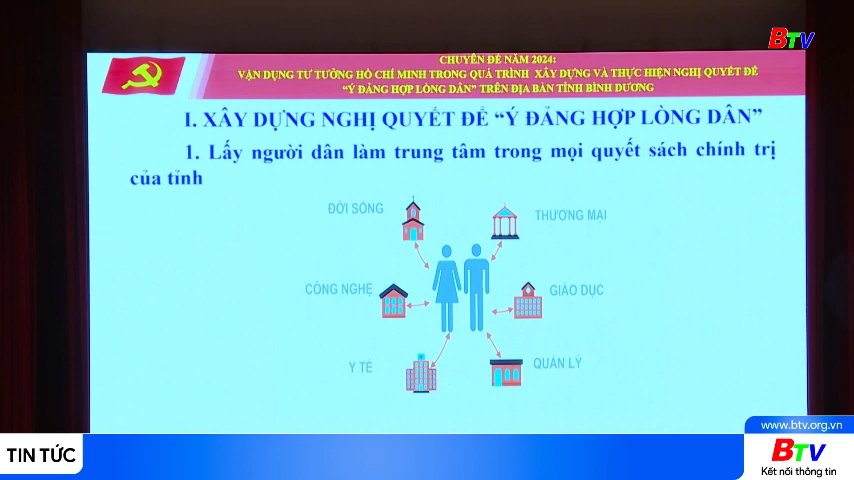 BTV
CHUYÊN ĐỀ NĂM 2024:
VẬN DỤNG TƯ TƯỞNG HỒ CHÍ MINH TRONG QUÁ TRÌNH XÂY DỰNG VÀ THỰC HIỆN NGHỊ QUYẾT ĐỂ
“Ý ĐẢNG HỢP LÒNG DÂN” TRÊN ĐỊA BÀN TỈNH BÌNH DƯƠNG
I. XÂY DỰNG NGHỊ QUYẾT ĐỂ “Ý ĐẢNG HỢP LÒNG DÂN”
1. Lấy người dân làm trung tâm trong mọi quyết sách chính trị
của tỉnh
ĐỜI SỐNG
THƯƠNG MẠI
CÔNG NGHỆ
GIÁO DỤC
Y TẾ
QUẢN LÝ
www.btv.org.vn
TIN TỨC
BTV
Kết nối thông tin